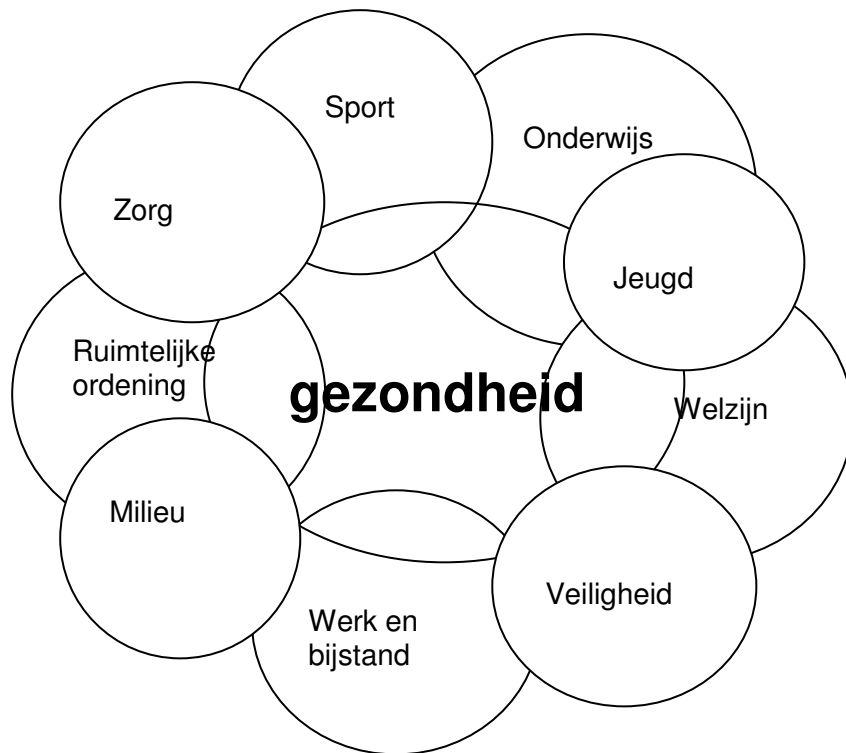 Sport
Onderwijs
Zorg
Jeugd
Ruimtelijke
ordening
gezondheid
Welzijn
Milieu
Veiligheid
Werk en
bijstand